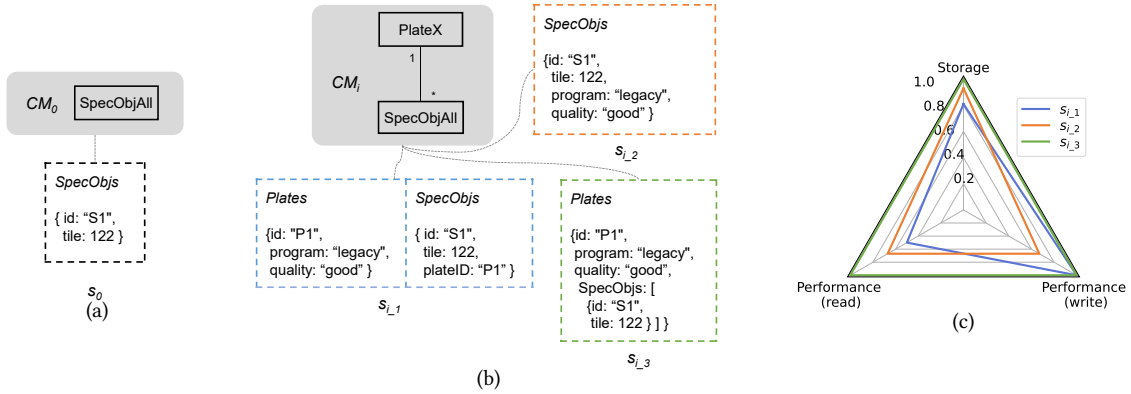 CM0
SpecObjAll
SpecObjs
{ id: “S1",
tile: 122 }
s0
(a)
PlateX
1
CMi
*
SpecObjAll
SpecObjs
{id: “S1",
tile: 122,
program: “legacy",
quality: “good” }
si_2
Plates
{id: "P1",
program: “legacy",
quality: “good” }
SpecObjs
{ id: “S1",
tile: 122,
plateID: “P1” }
si_1
Plates
{id: "P1",
program: “legacy",
quality: “good",
SpecObjs: [
{id: “S1",
tile: 122 } ] }
si_3
(b)
Storage
1.0
0.8
0.6
0.4
0.2
si_1
si_2
si_3
Performance
(read)
Performance
(write)
(c)